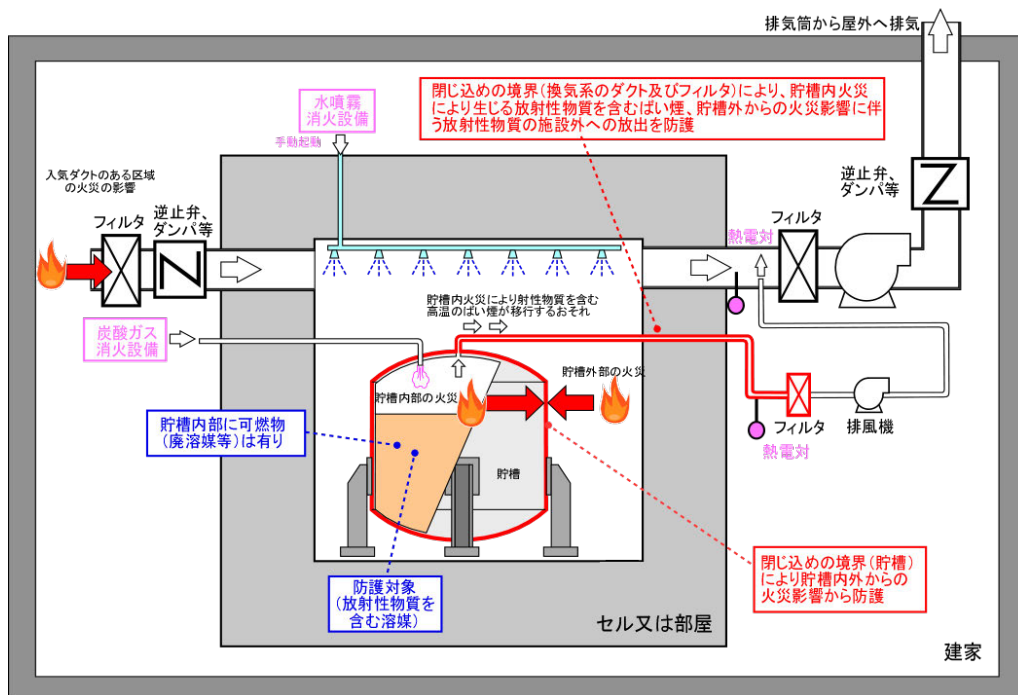 排気筒から屋外へ排気
閉じ込めの境界(換気系のダクト及びフィルタ)により、貯槽内火災
により生じる放射性物質を含むばい煙、貯槽外からの火災影響に伴
う放射性物質の施設外への放出を防護
水噴霧
消火設備
手動起動
入気ダクトのある区域
の火災の影響
フィルタ
逆止弁、
ダンパ等
逆止弁、
ダンパ等
フィルタ
熱電対
貯槽内火災により射性物質を含む
高温のばい煙が移行するおそれ
炭酸ガス
消火設備
貯槽内部の火災
貯槽外部の火災
貯槽内部に可燃物
(廃溶媒等)は有り
フィルタ
排風機
熱電対
貯槽
防護対象
(放射性物質を
含む溶媒)
閉じ込めの境界(貯槽)
により貯槽内外からの
火災影響から防護
セル又は部屋
建家